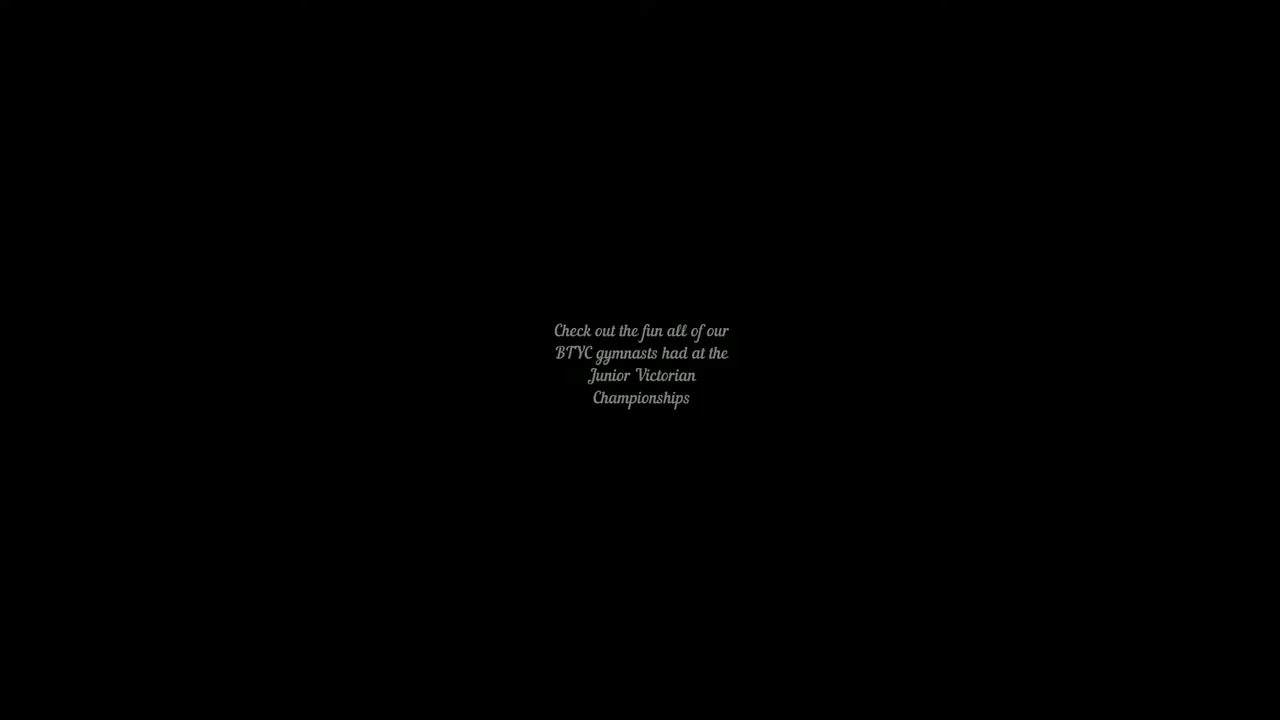 Check out the fun all of our
BTYC gymnasts had at the
Junior Victorian
Championships